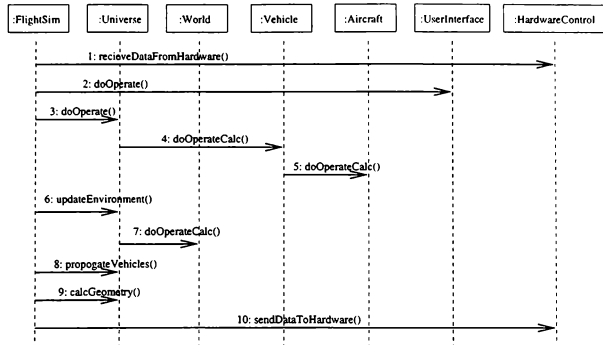 :FlightSim :Universe :World :Vehicle :Aircraft :UserInterface :HardwareControl
1: recieveDataFromHardware()
2: doOperate()
3: doOperate()
4: doOperateCalc()
5: doOperateCalc()
6: updateEnvironment()
7: doOperateCalc()
8: propogateVehicles()
9: calcGeometry()
10: sendDataToHardware()